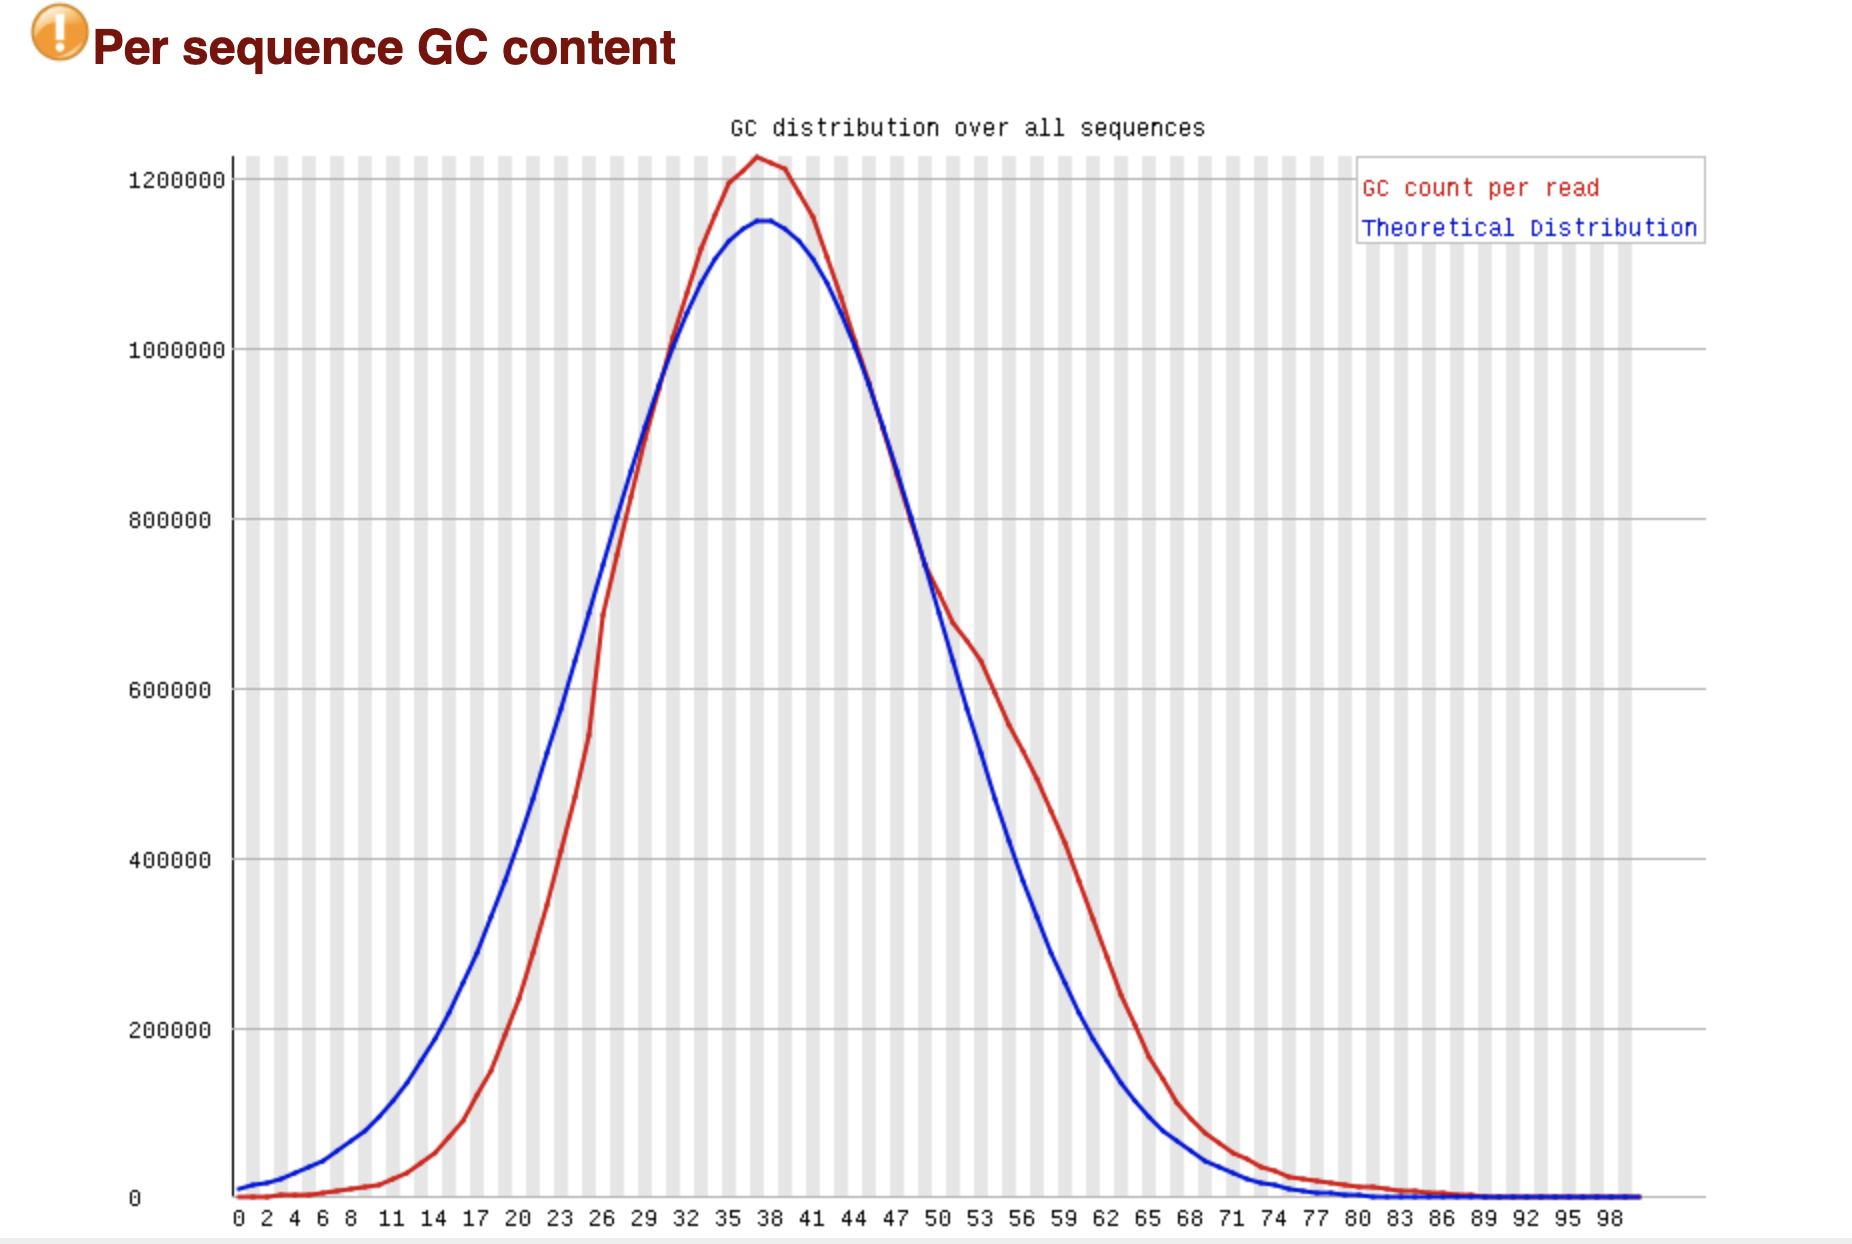 Per sequence GC content
GC distribution over all sequences
GC count per read
Theoretical Distribution
1200000
1000000
800000
600000
400000
200000
0
0 2 4 6 8 11 14 17 20 23 26 29 32 35 38 41 44 47 50 53 56 59 62 65 68 71 74 77 80 83 86 89 92 95 98